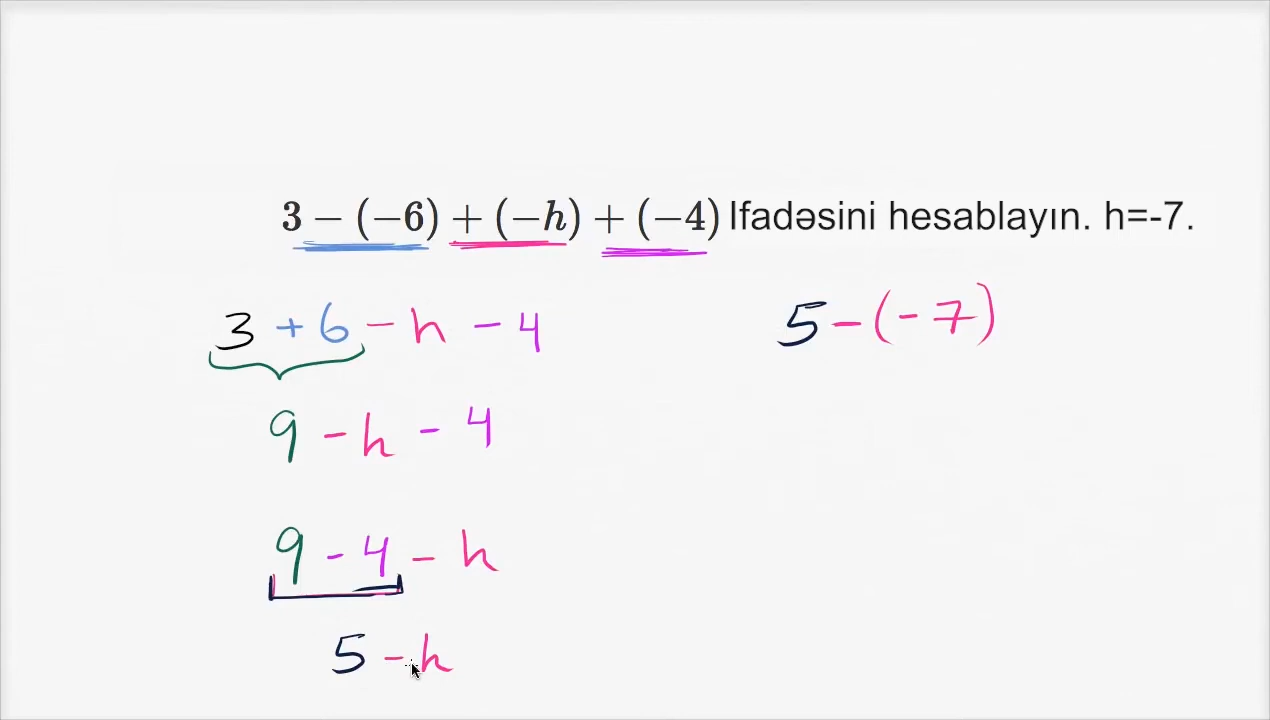 3 − (−6) + (−h) + (−4) Ifadəsini hesablayın. h=-7.
3 + 6 - h - 4
5 - (-7)
9 - h - 4
9 - 4 - h
5 - h